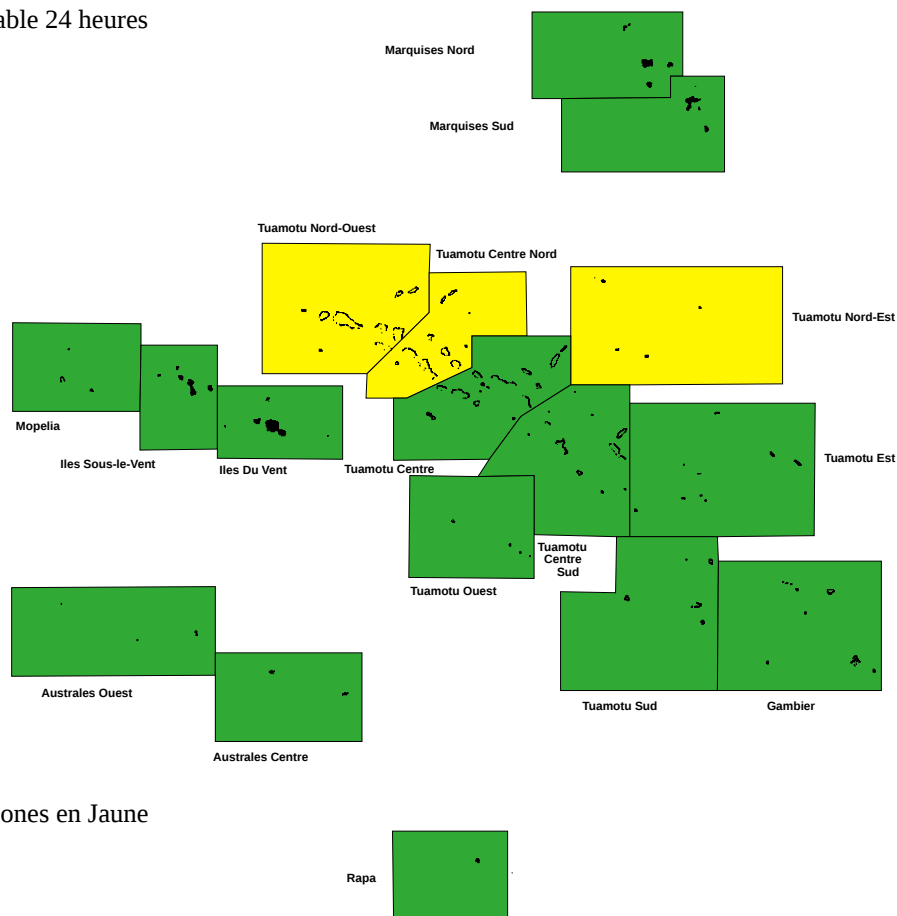 24 heures
Marquises Nord
Marquises Sud
Tuamotu Nord-Ouest
Tuamotu Centre Nord
Tuamotu Nord-Est
Mopelia
Iles Sous-le-Vent
Iles Du Vent
Tuamotu Centre
Tuamotu Est
Tuamotu
Centre
Sud
Tuamotu Ouest
Australes Ouest
Tuamotu Sud
Gambier
Australes Centre
en Jaune
Rapa